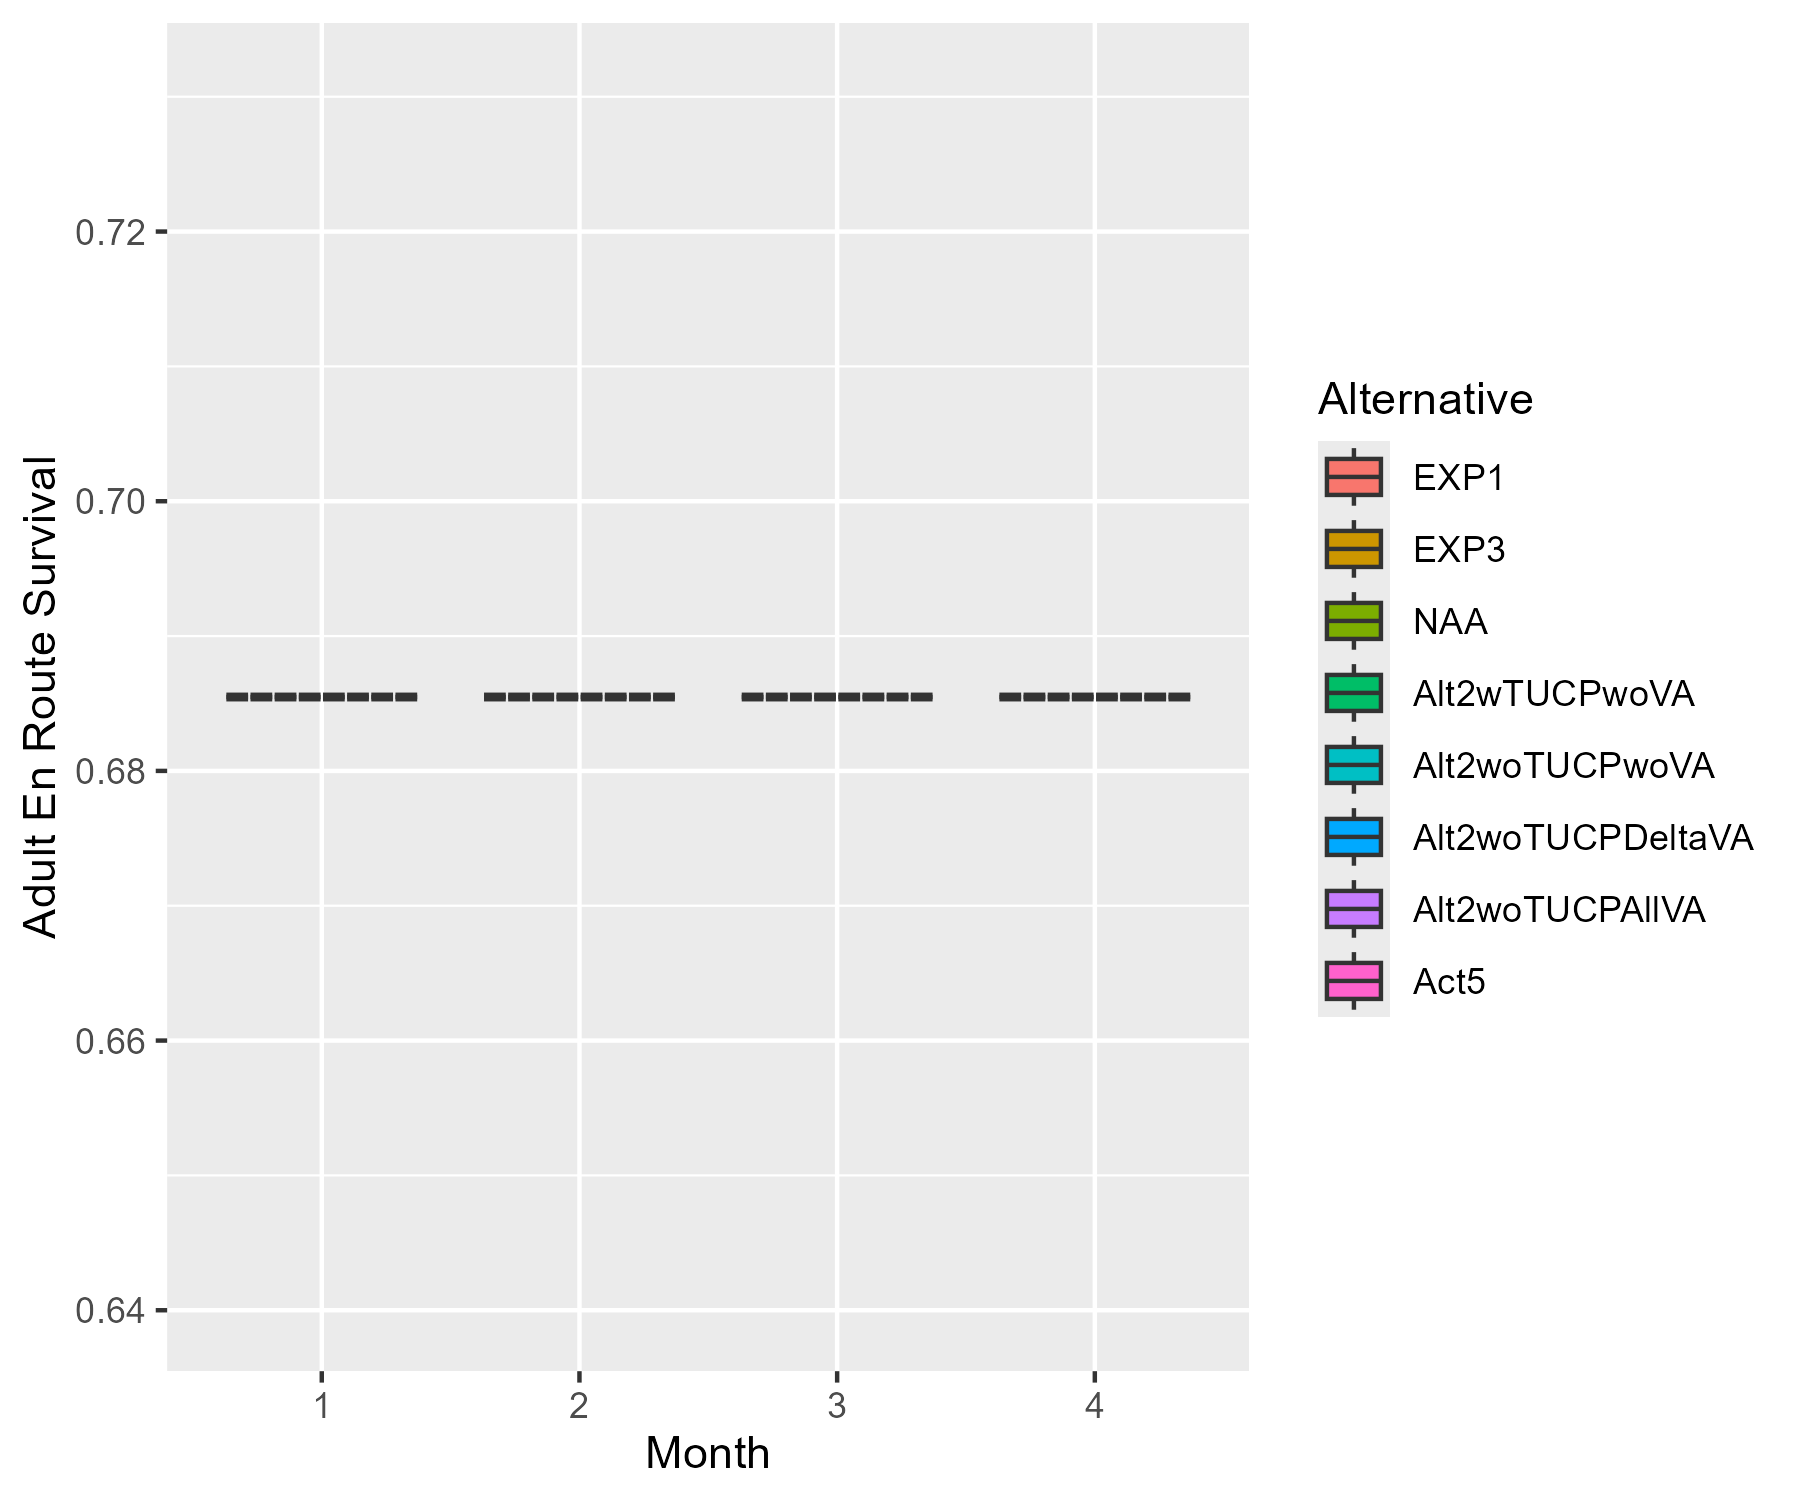 Adult En Route Survival
0.72
0.70
0.68
0.66
0.64
1 2 3 4
Month
Alternative
EXP1
EXP3
NAA
Alt2wTUCPwoVA
Alt2woTUCPwoVA
Alt2woTUCPDeltaVA
Alt2woTUCPAllVA
Act5